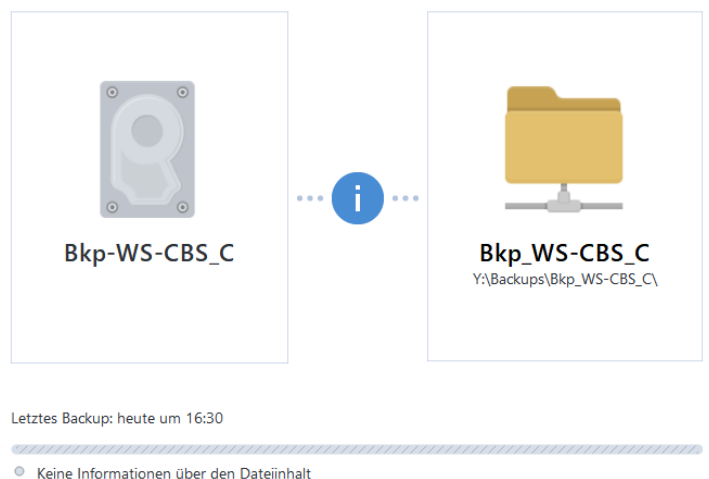 Bkp-WS-CBS_C
Bkp_WS-CBS_C
Y:\Backups\Bkp_WS-CBS_C\
Letztes Backup: heute um 16:30
Keine Informationen über den Dateiinhalt